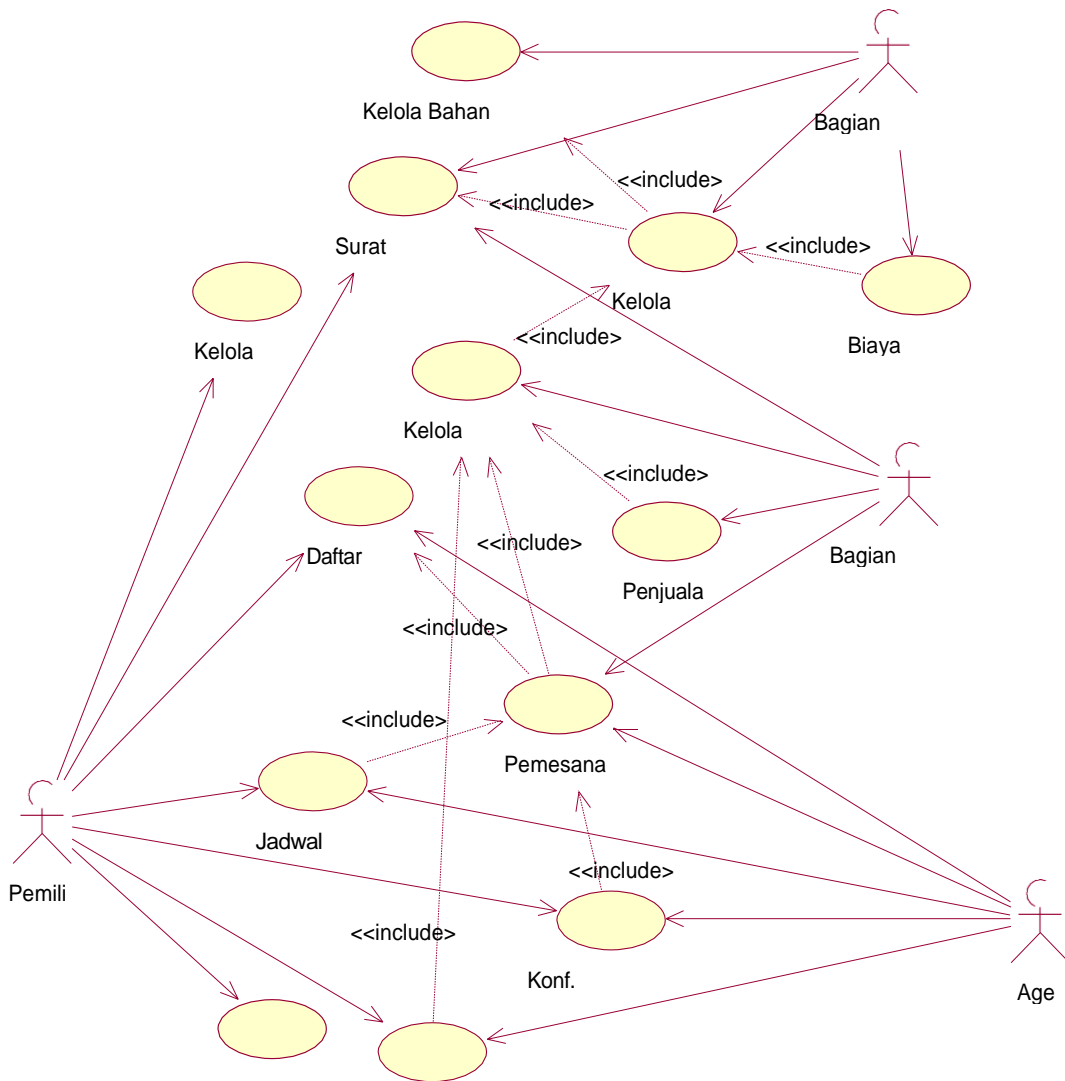 Kelola Bahan
Bagian
<<include>
<<include>
Surat
<<include>
Kelola
Kelola
<<include>
Biaya
Kelola
<<include>
<<include>
Daftar
Penjuala
Bagian
<<include>
<<include>
Pemesana
Jadwal
<<include>
Pemili
<<include>
Konf.
Age